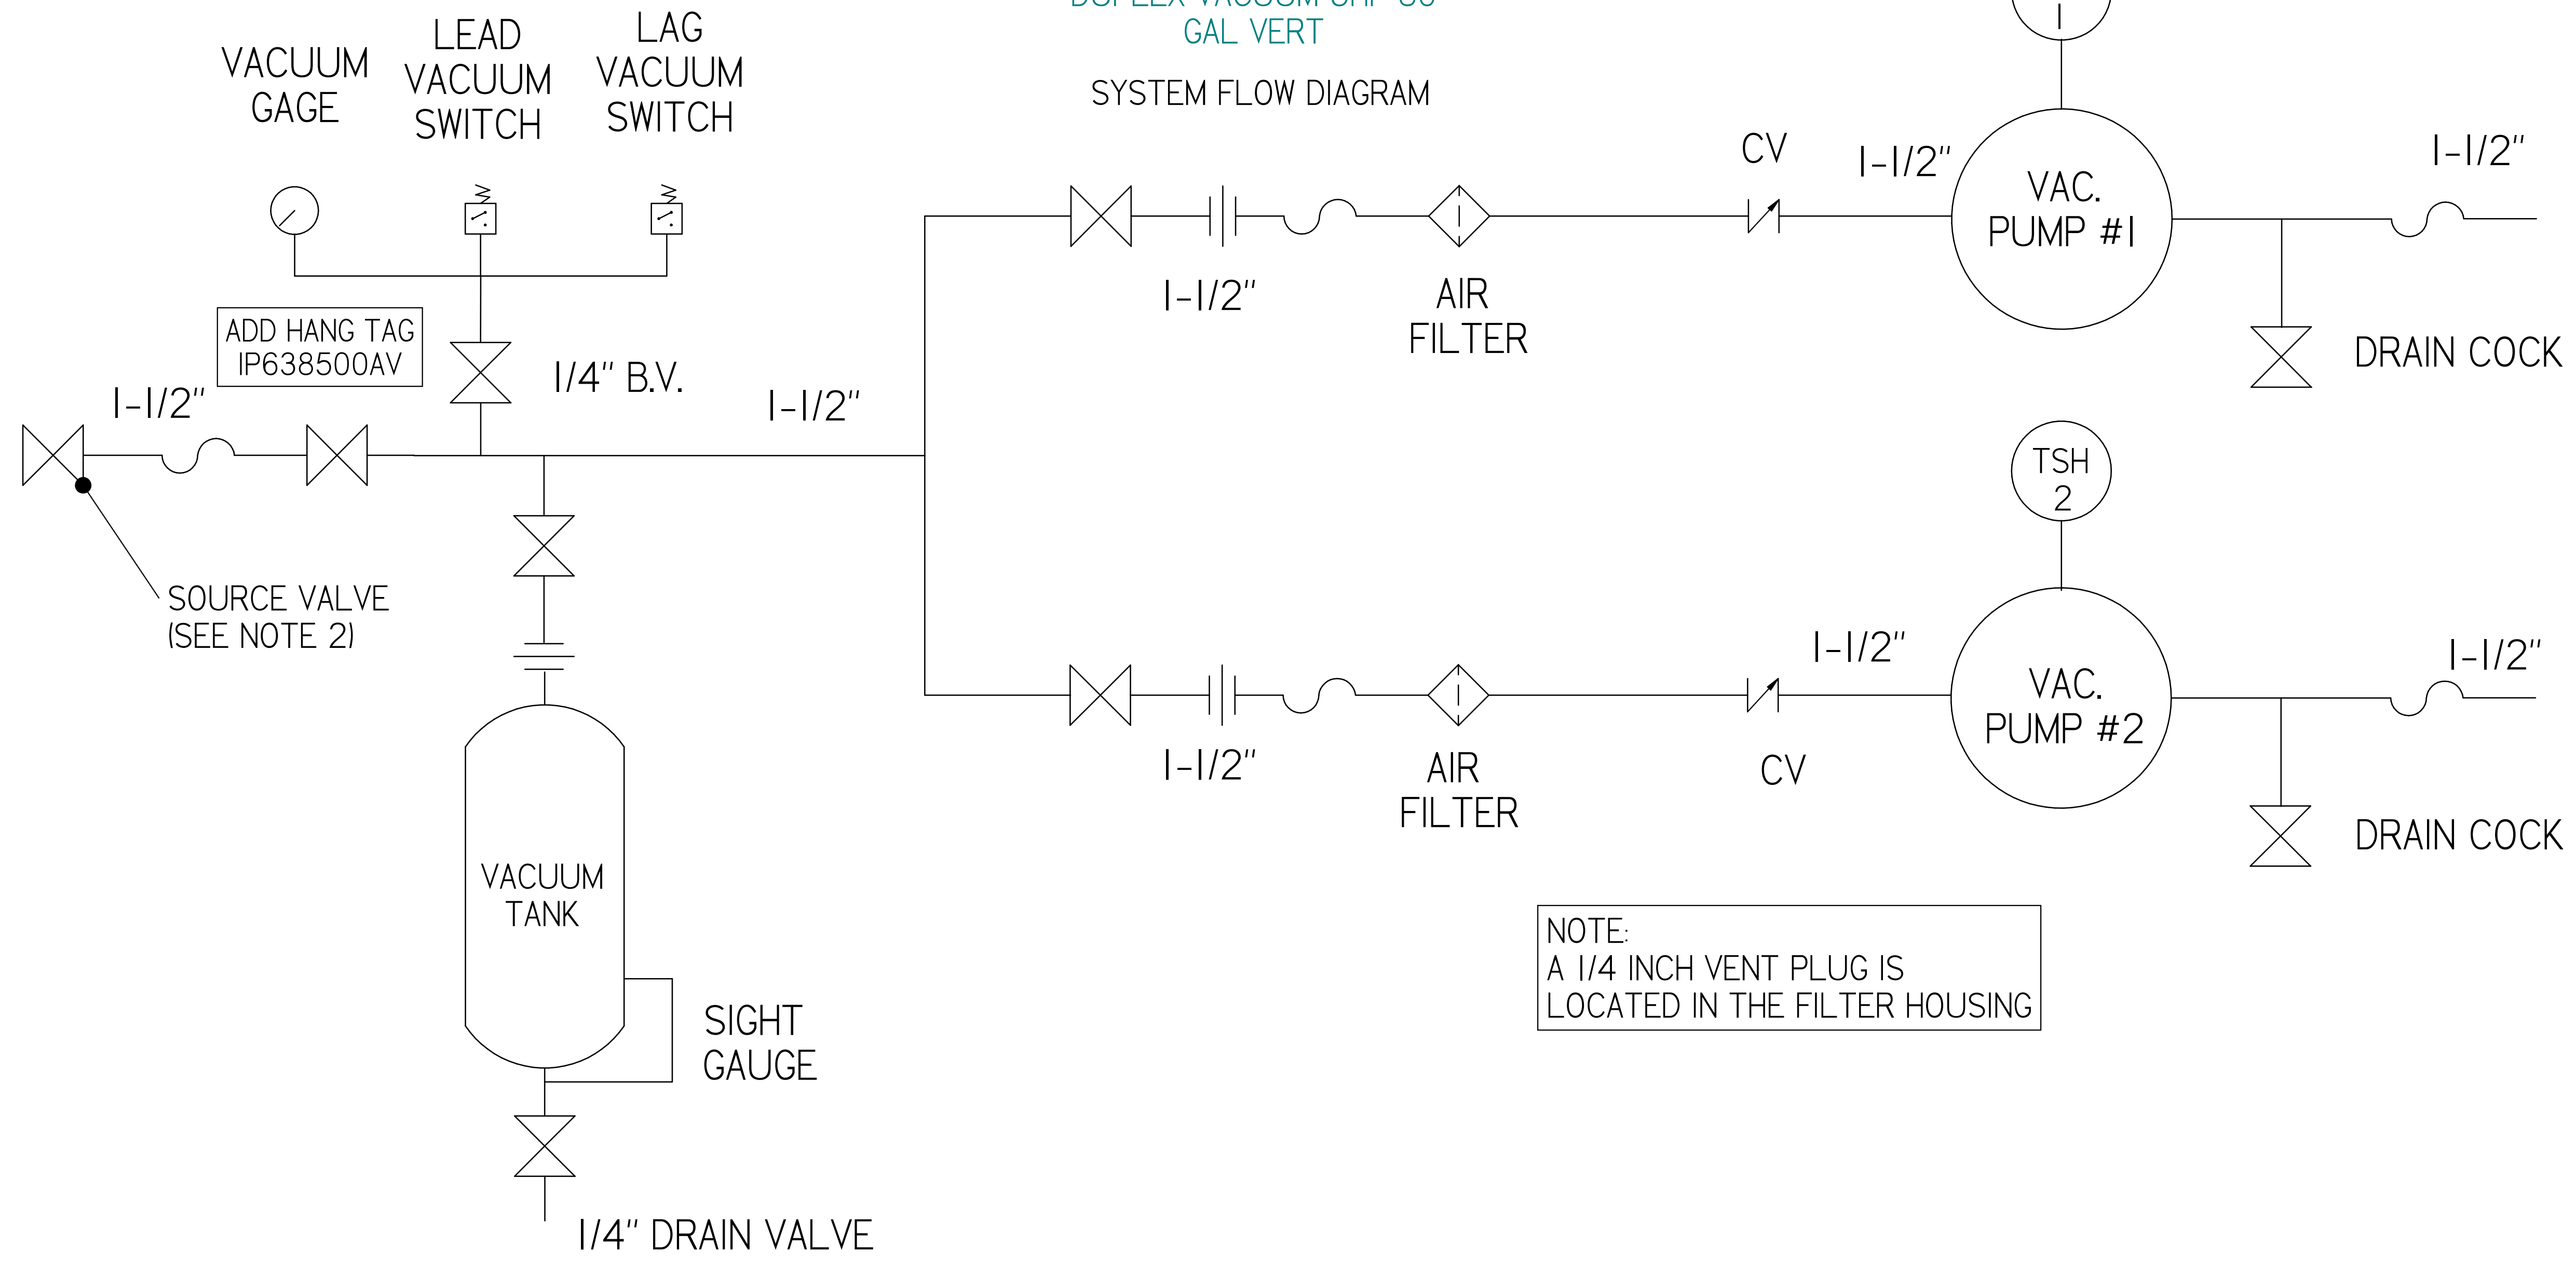 GAL VERT
SYSTEM FLOW DIAGRAM
VACUUM
GAGE
LEAD
VACUUM
SWITCH
LAG
VACUUM
SWITCH
1
CV
1-1/2"
VAC.
PUMP #1
1-1/2"
1-1/2"
AIR
FILTER
DRAIN COCK
ADD HANG TAG
IP638500AV
1/4" B.V.
1-1/2"
1-1/2"
SOURCE VALVE
(SEE NOTE 2)
TSH
2
1-1/2"
VAC.
PUMP #2
1-1/2"
1-1/2"
AIR
FILTER
CV
DRAIN COCK
VACUUM
TANK
SIGHT
GAUGE
1/4" DRAIN VALVE
NOTE:
A 1/4 INCH VENT PLUG IS
LOCATED IN THE FILTER HOUSING